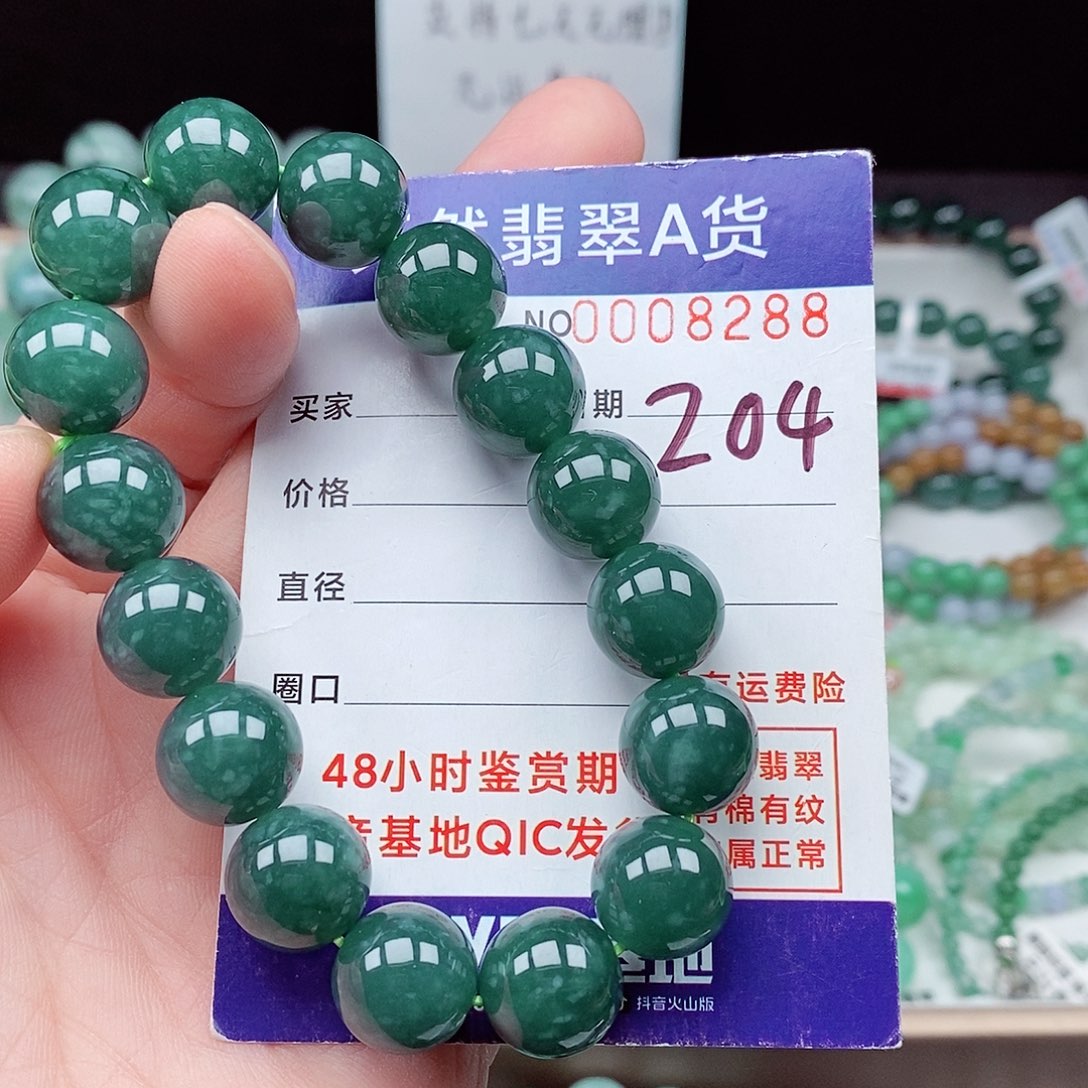 翡翠A货
NO0008288
买家
期 204
价格
直径
圈口
运费险
48小时鉴赏期
基地QIC发
翡翠
棉有纹
属正常
地
抖音火山版